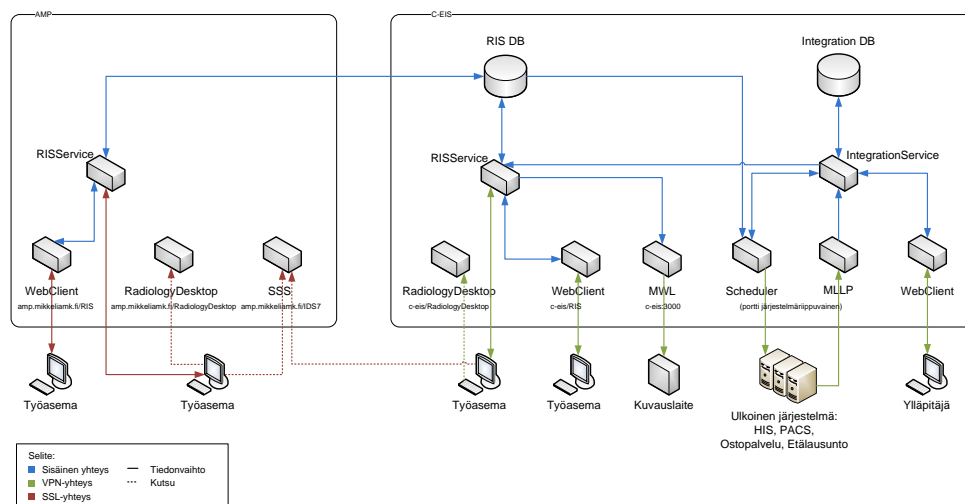 AMP
C-EIS
RIS DB
Integration DB
RISService
RISService
IntegrationService
WebClient
amp.mikkeliamk.fi/RIS
RadiologyDesktop
amp.mikkeliamk.fi/RadiologyDesktop
SSS
amp.mikkeliamk.fi/IDS7
RadiologyDesktop
c-eis/RadiologyDesktop
WebClient
c-eis/RIS
MWL
c-eis:3000
Scheduler
(portti järjestelmäriippuvainen)
MLLP
WebClient
Työasema
Työasema
Työasema
Työasema
Kuvauslaite
Ulkoinen järjestelmä:
HIS, PACS,
Ostopalvelu, Etälausunto
Ylläpitäjä
Selite:
Sisäinen yhteys
Tiedonvaihto
VPN-yhteys
Kutsu
SSL-yhteys